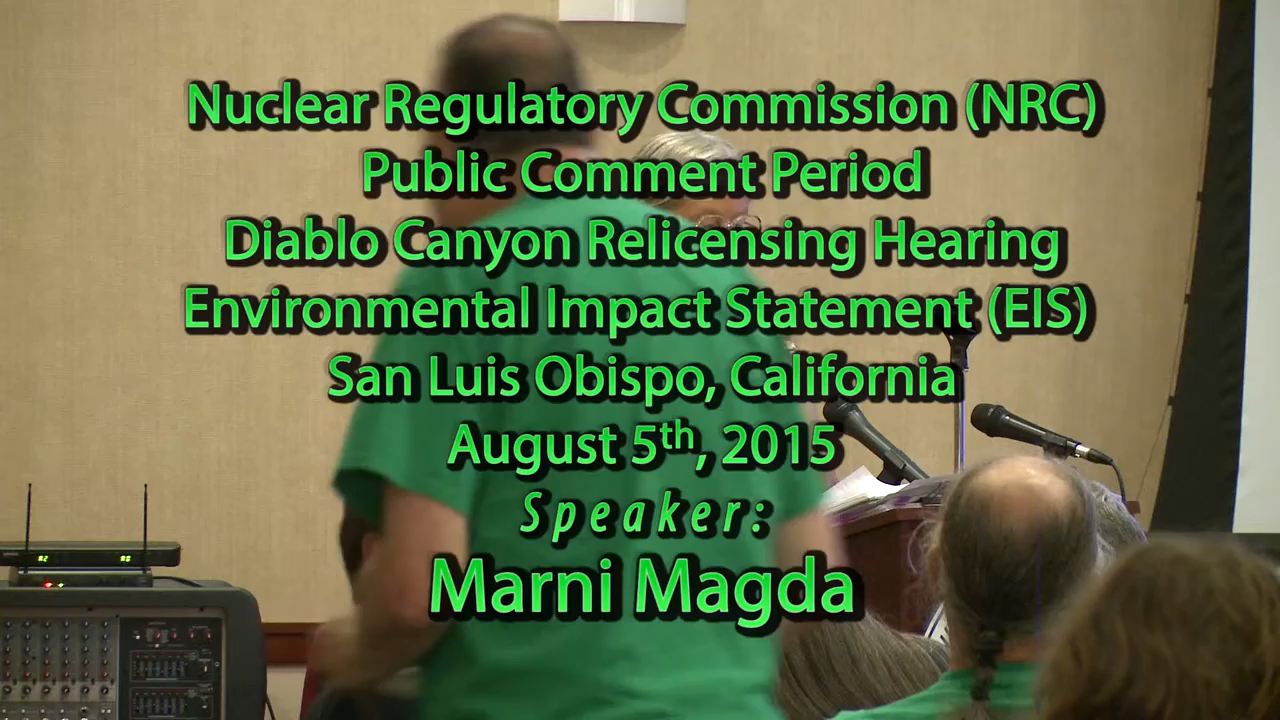 Nuclear Regulatory Commission (NRC)
Public Comment Period
Diablo Canyon Relicensing Hearing
Environmental Impact Statement (EIS)
San Luis Obispo, California
August 5th, 2015
Speaker:
Marni Magda